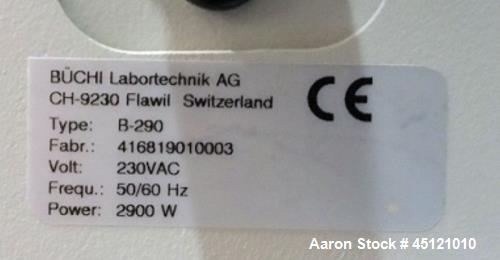 BÜCHI Labortechnik AG
CH-9230 Flawil Switzerland
CE
Type: B-290
Fabr.: 416819010003
Volt: 230VAC
Frequ.: 50/60 Hz
Power: 2900 W
Aaron Stock # 45121010